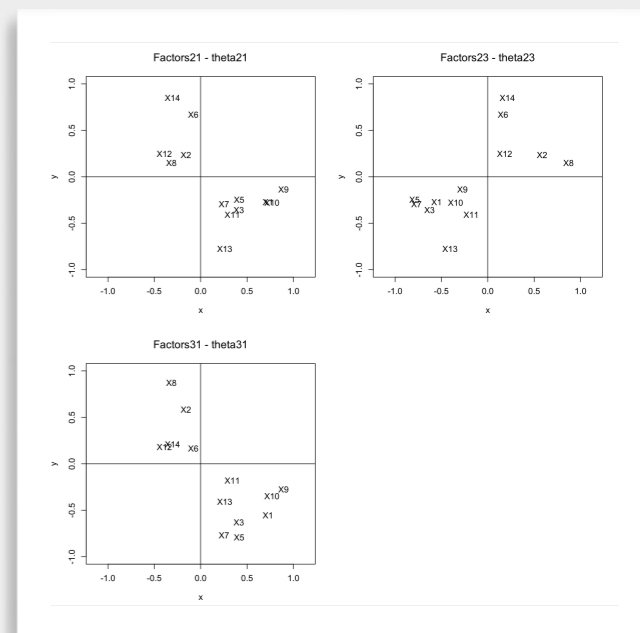 Factors21 - theta21
1.0
0.5
0.0
-0.5
-1.0
y
X14
X6
X12
X2
X8
X9
X5
X7
X3
X11
X1
X10
X13
-1.0 -0.5 0.0 0.5 1.0
x
Factors23 - theta23
1.0
0.5
0.0
-0.5
-1.0
y
X14
X6
X12
X2
X8
X9
X5
X7
X1
X10
X3
X11
X13
-1.0 -0.5 0.0 0.5 1.0
x
Factors31 - theta31
1.0
0.5
0.0
-0.5
-1.0
y
X8
X2
X14
X12
X6
X11
X9
X10
X13
X1
X3
X7
X5
-1.0 -0.5 0.0 0.5 1.0
x